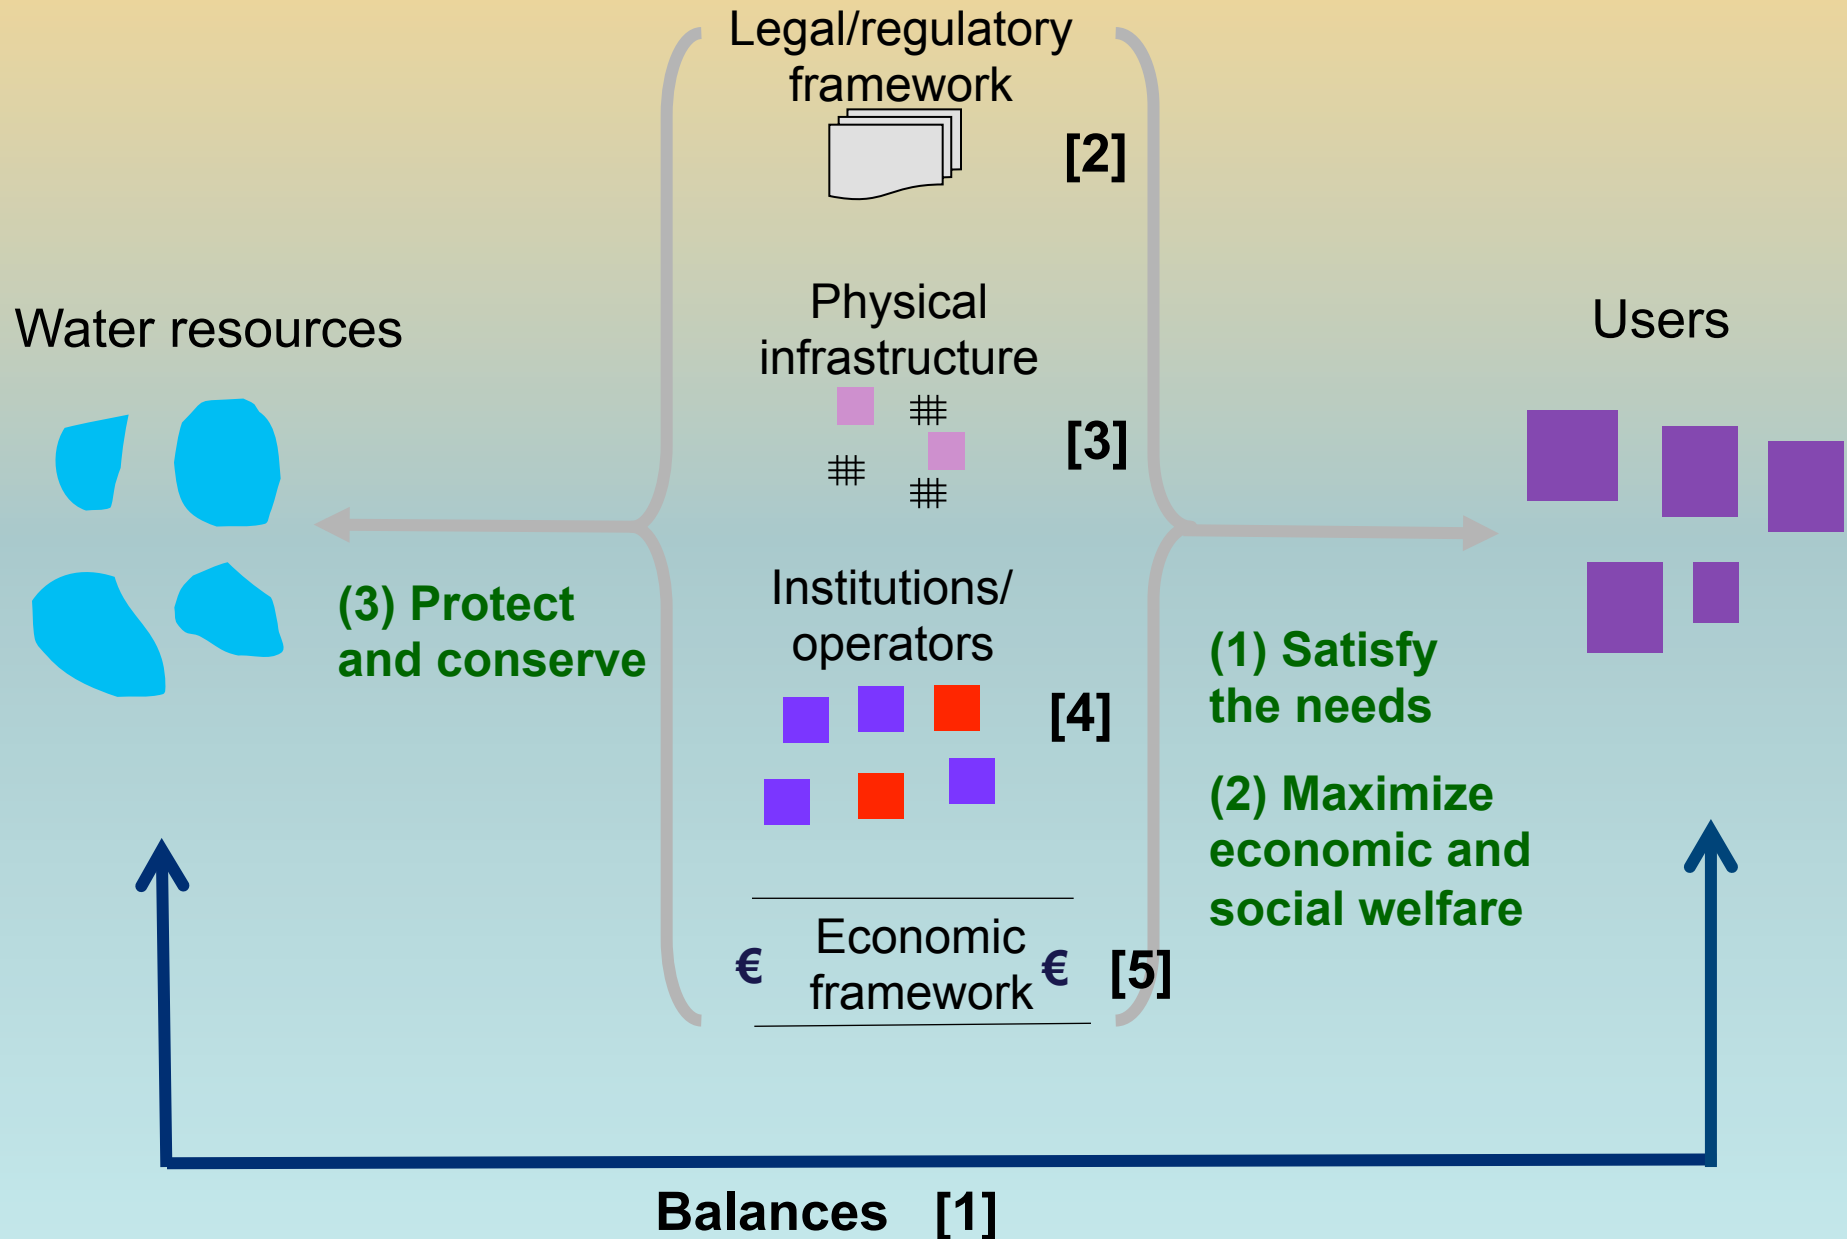 Legal/regulatory
framework
[2]
Water resources
Physical
infrastructure
[3]
Users
(3) Protect
and conserve
Institutions/
operators
[4]
(1) Satisfy
the needs
(2) Maximize
economic and
social welfare
€ Economic
framework € [5]
Balances [1]